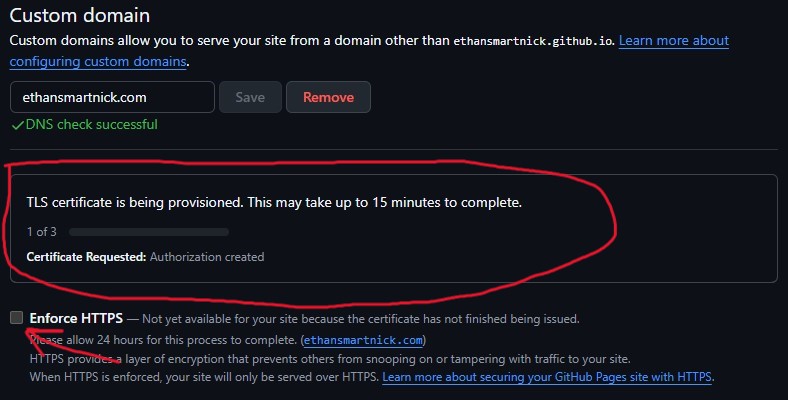 Custom domain
Custom domains allow you to serve your site from a domain other than ethansmartnick.github.io. Learn more about
configuring custom domains.
ethansmartnick.com
Save
Remove
DNS check successful
TLS certificate is being provisioned. This may take up to 15 minutes to complete.
1 of 3
Certificate Requested: Authorization created
Enforce HTTPS — Not yet available for your site because the certificate has not finished being issued.
Please allow 24 hours for this process to complete. (ethansmartnick.com)
HTTPS provides a layer of encryption that prevents others from snooping on or tampering with traffic to your site.
When HTTPS is enforced, your site will only be served over HTTPS. Learn more about securing your GitHub Pages site with HTTPS.